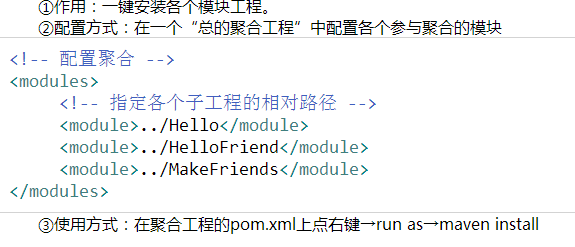 ①作用：一键安装各个模块工程。
②配置方式：在一个“总的聚合工程”中配置各个参与聚合的模块
<!-- 配置聚合 -->
<modules>
<!-- 指定各个子工程的相对路径 -->
<module>../Hello</module>
<module>../HelloFriend</module>
<module>../MakeFriends</module>
</modules>
③使用方式：在聚合工程的pom.xml上点右键→run as→maven install